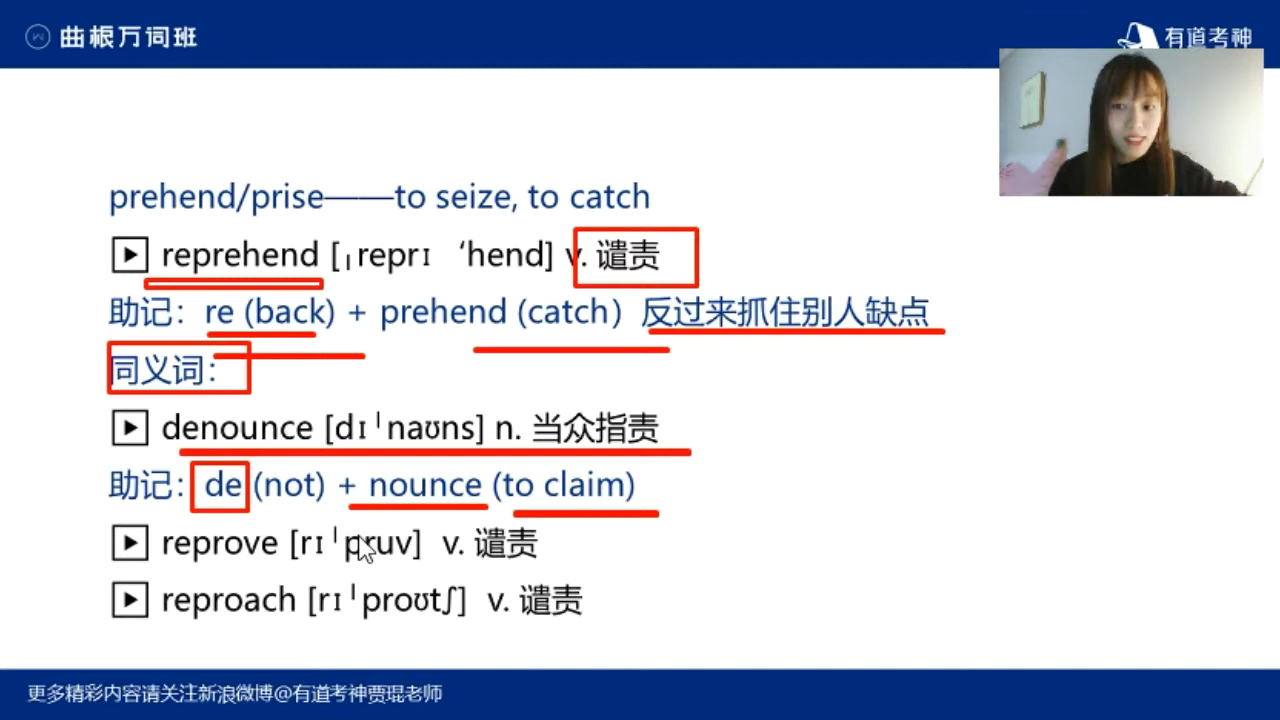 曲根万词班
有道考神
prehend/prise——to seize, to catch
reprehend [ˌreprɪ ‘hend] v. 谴责
助记：re (back) + prehend (catch）反过来抓住别人缺点
同义词：
denounce [dɪˈnaʊns] n. 当众指责
助记：de (not) + nounce (to claim)
reprove [rɪˈpruv] v. 谴责
reproach [rɪˈproʊtʃ] v. 谴责
更多精彩内容请关注新浪微博@有道考神贾琨老师